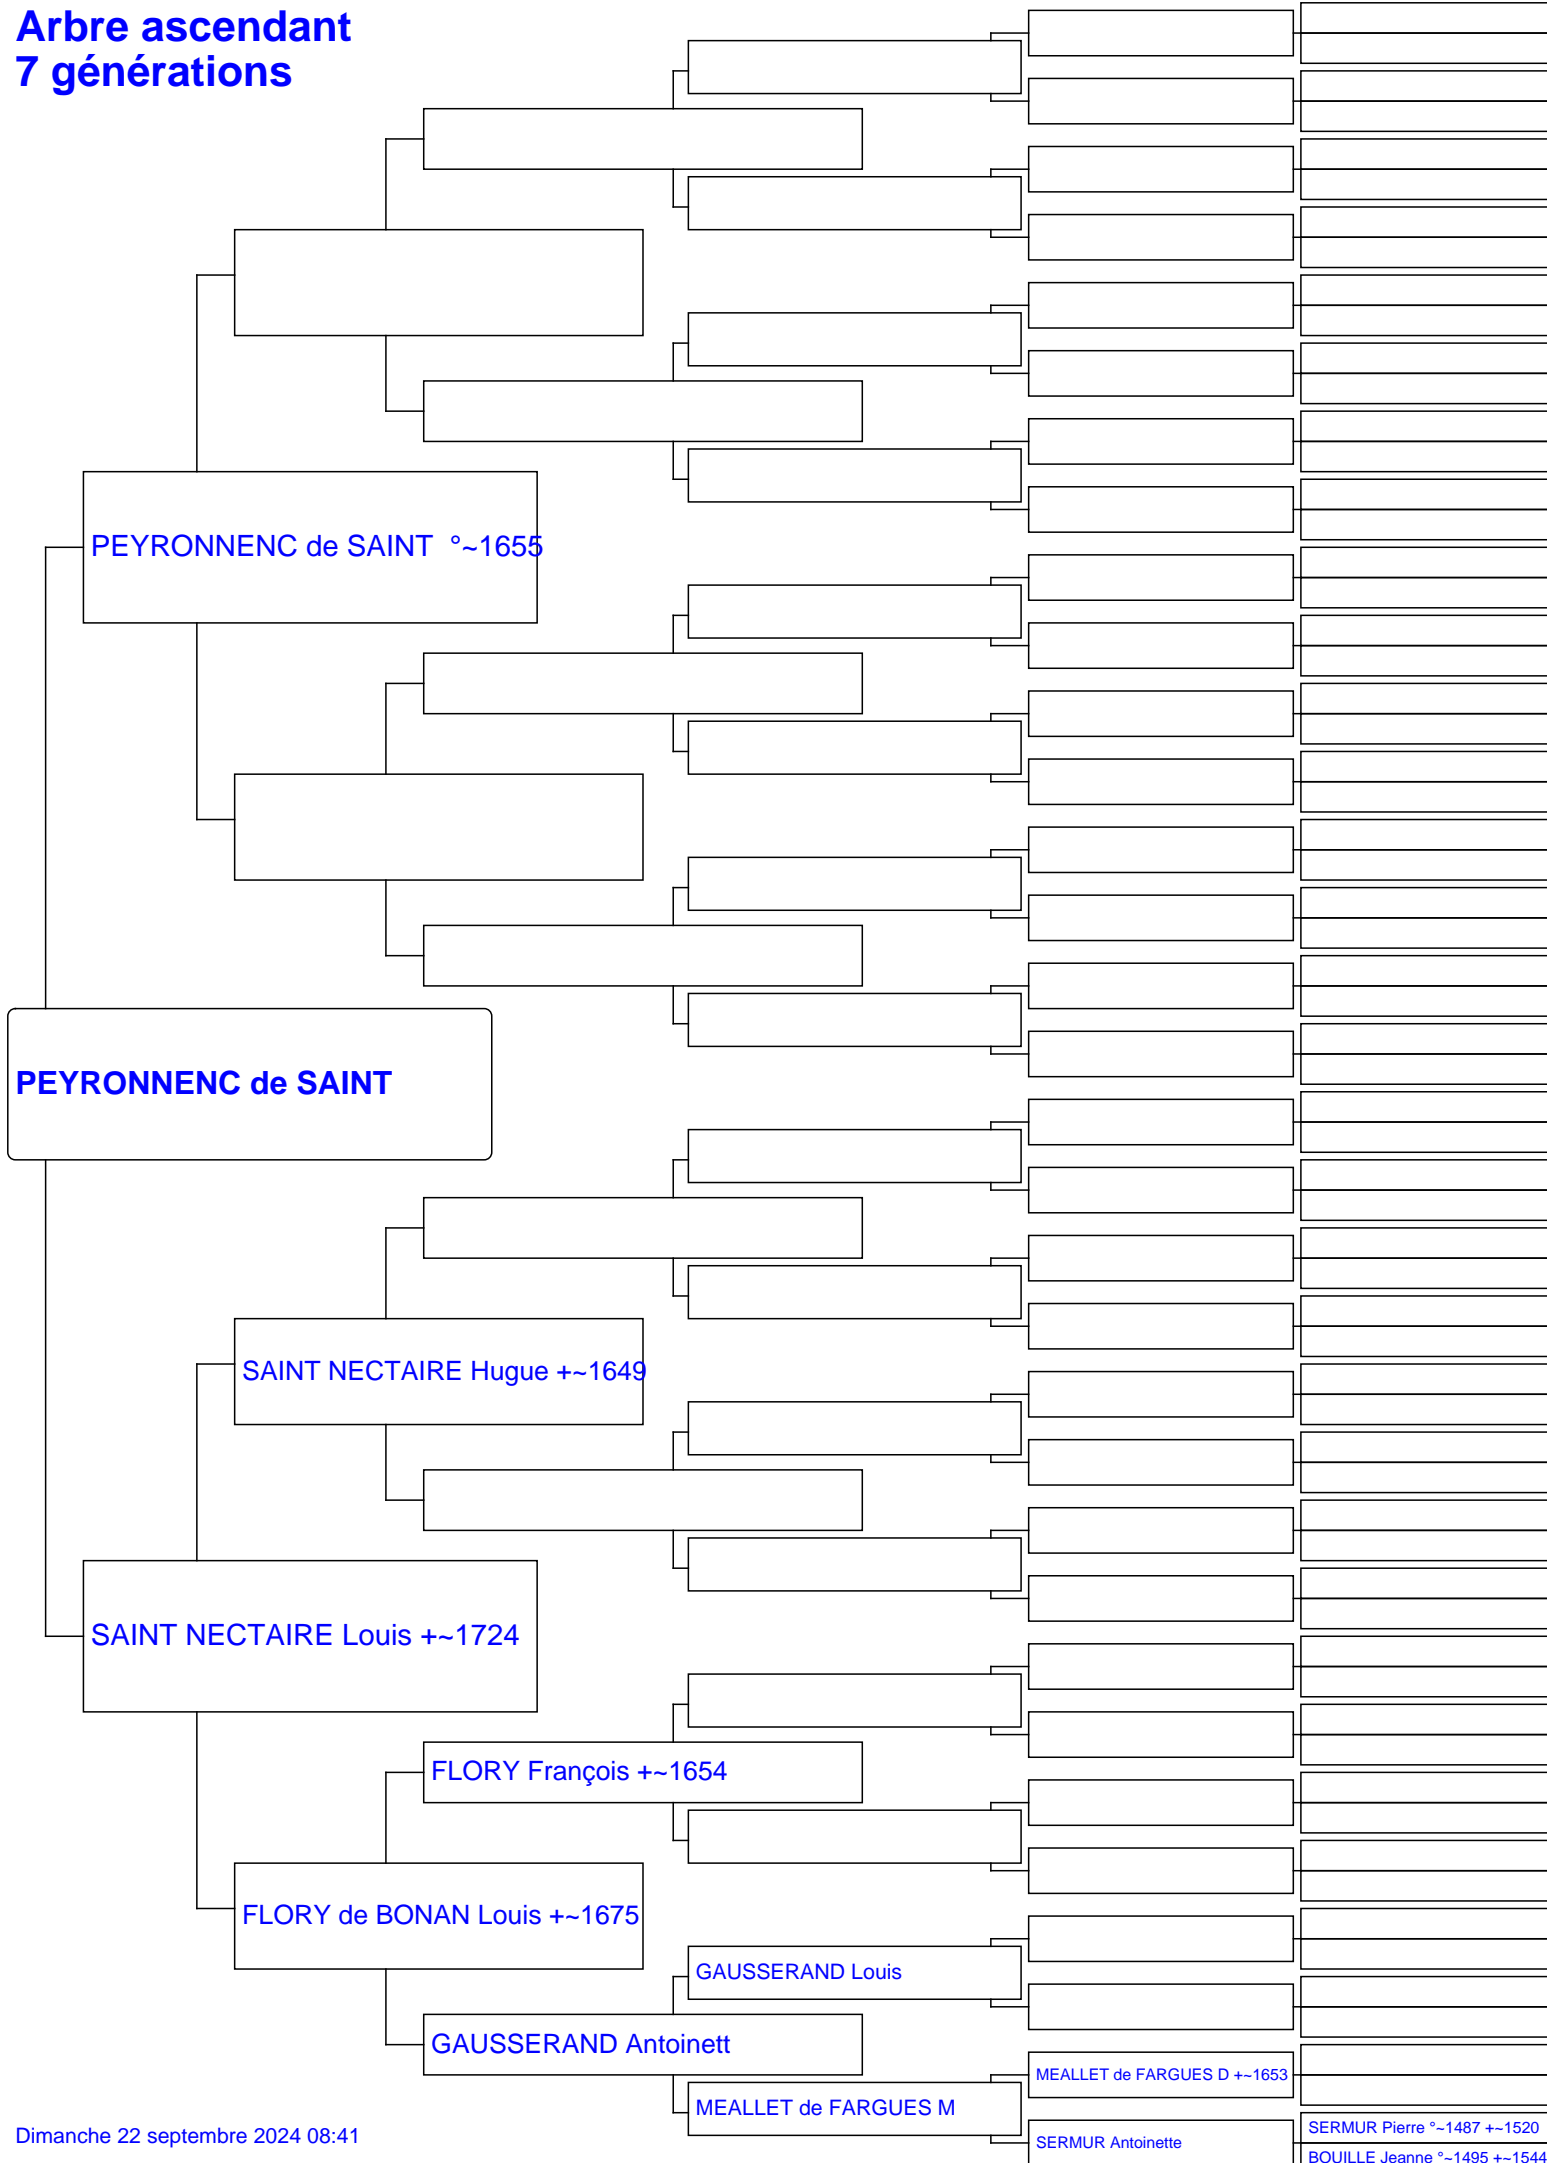 Arbre ascendant
7 générations
PEYRONNENC de SAINT  °~1655
PEYRONNENC de SAINT
SAINT NECTAIRE Hugue +~1649
SAINT NECTAIRE Louis +~1724
FLORY François +~1654
FLORY de BONAN Louis +~1675
GAUSSERAND Louis
GAUSSERAND Antoinett
MEALLET de FARGUES D +~1653
MEALLET de FARGUES M
SERMUR Pierre °~1487 +~1520
SERMUR Antoinette
BOUILLE Jeanne °~1495 +~1544
Dimanche 22 septembre 2024 08:41